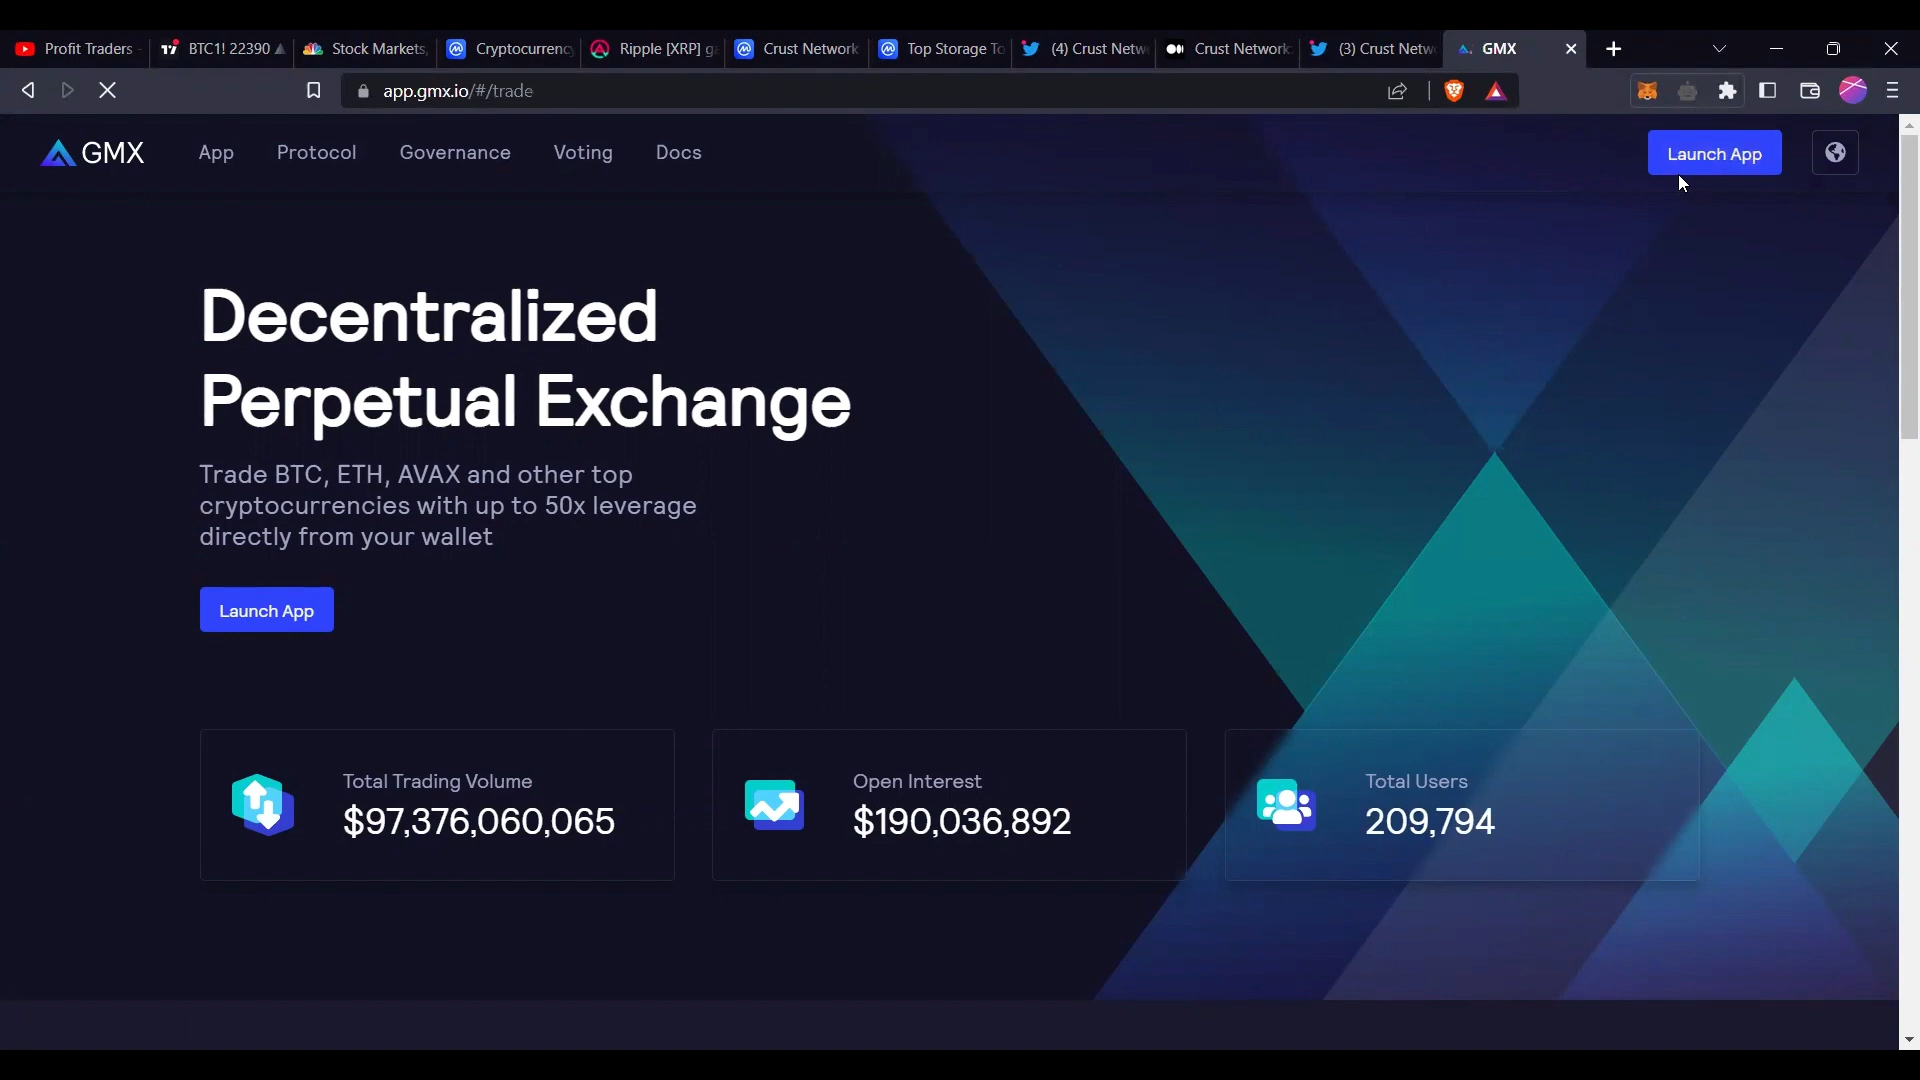 Profit Traders
BTC1! 22390
Stock Markets,
Cryptocurrency
Ripple [XRP] ga
Crust Network
Top Storage To
(4) Crust Netw
Crust Network
(3) Crust Netw
GMX
app.gmx.io/#/trade
GMX
App
Protocol
Governance
Voting
Docs
Launch App
Decentralized
Perpetual Exchange
Trade BTC, ETH, AVAX and other top
cryptocurrencies with up to 50x leverage
directly from your wallet
Launch App
Total Trading Volume
$97,376,060,065
Open Interest
$190,036,892
Total Users
209,794